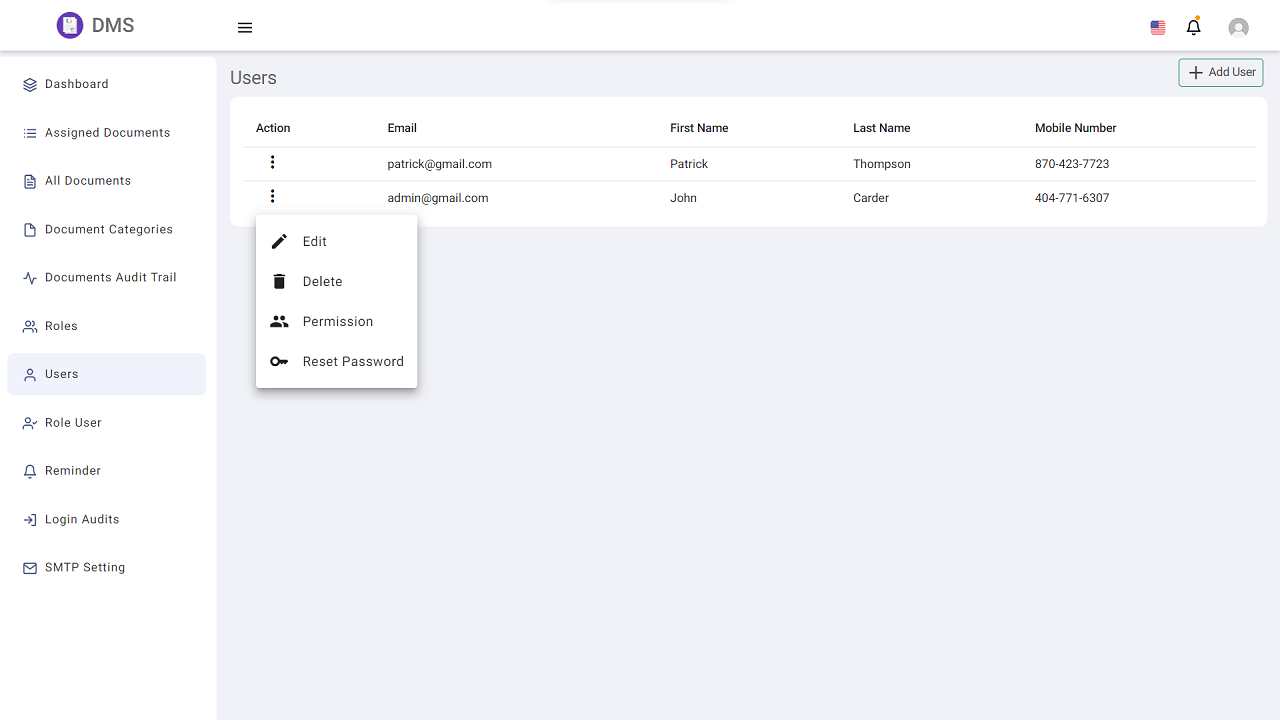 DMS
Dashboard
Assigned Documents
All Documents
Document Categories
Documents Audit Trail
Roles
Users
Role User
Reminder
Login Audits
SMTP Setting
Users
Add User
Action Email First Name Last Name Mobile Number
patrick@gmail.com Patrick Thompson 870-423-7723
admin@gmail.com John Carder 404-771-6307
Edit
Delete
Permission
Reset Password